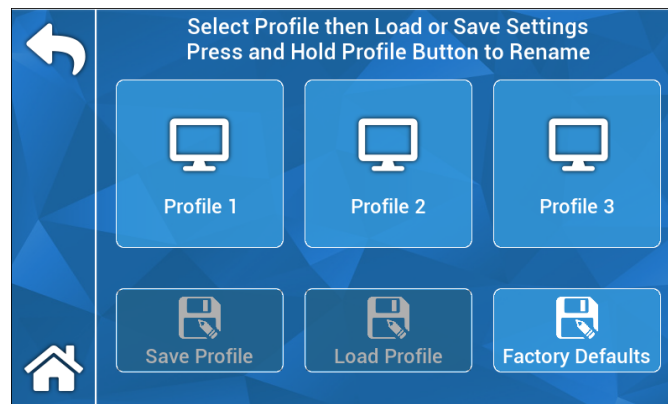 Select Profile then Load or Save Settings
Press and Hold Profile Button to Rename
Profile 1
Profile 2
Profile 3
Save Profile
Load Profile
Factory Defaults